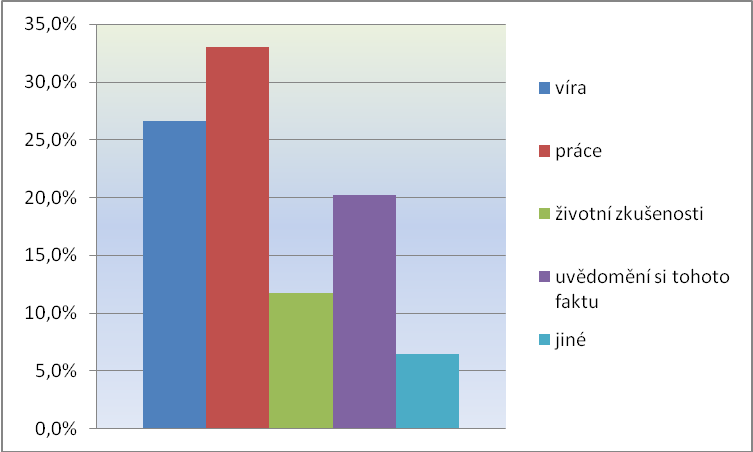 35,0%
30,0%
25,0%
20,0%
15,0%
10,0%
5,0%
0,0%
víra
práce
životní zkušenosti
uvědomění si tohoto
faktu
jiné